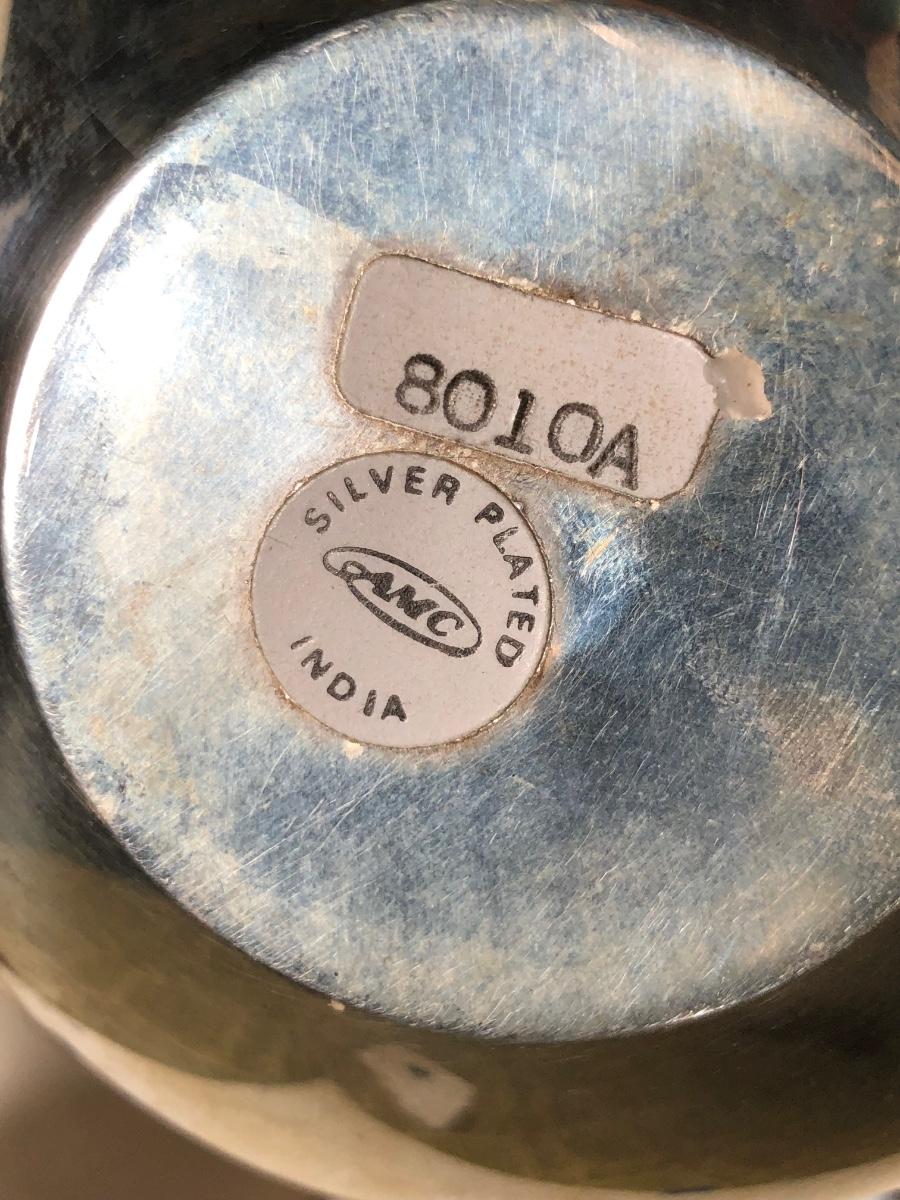 8010A
SILVER PLATED
AMC
INDIA